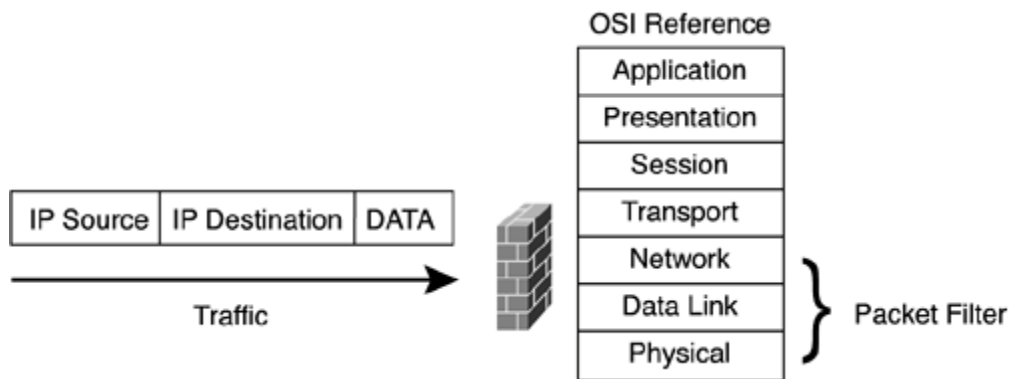 OSI Reference
Application
Presentation
Session
Transport
Network
Data Link
Physical
IP Source
IP Destination
DATA
Traffic
Packet Filter